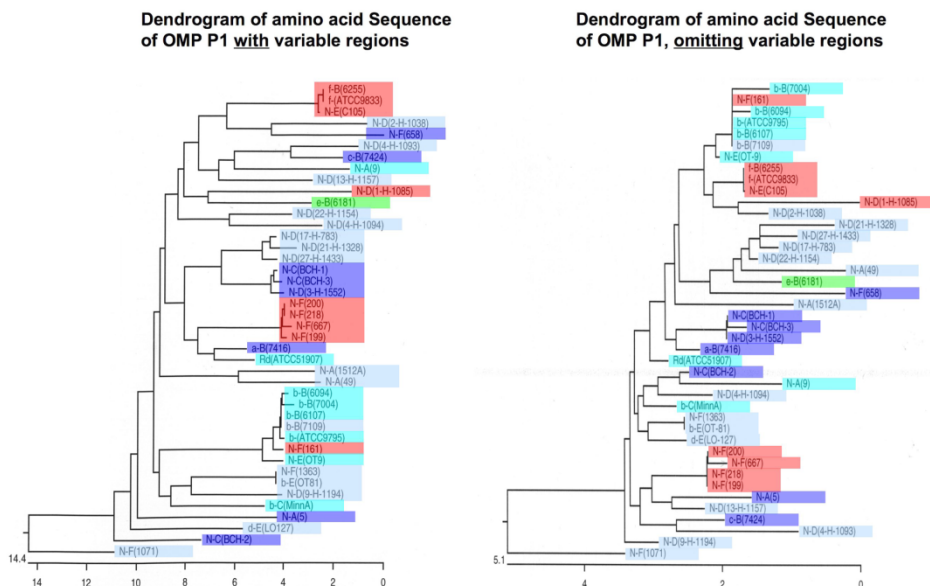 Dendrogram of amino acid Sequence
of OMP P1 with variable regions
f-B(6255)
f-(ATCC9833)
N-E(C105)
N-D(2-H-1038)
N-F(658)
N-D(4-H-1093)
c-B(7424)
N-A(9)
N-D(13-H-1157)
N-D(1-H-1085)
e-B(6181)
N-D(22-H-1154)
N-D(4-H-1094)
N-D(17-H-783)
N-D(21-H-1328)
N-D(27-H-1433)
N-C(BCH-1)
N-C(BCH-3)
N-D(3-H-1552)
N-F(200)
N-F(218)
N-F(667)
N-F(199)
a-B(7416)
Rd(ATCC51907)
N-A(1512A)
N-A(49)
b-B(6094)
b-B(7004)
b-B(6107)
b-B(7109)
b-(ATCC9795)
N-F(161)
N-E(OT9)
N-F(1363)
b-E(OT81)
N-D(9-H-1194)
b-C(MinnA)
N-A(5)
d-E(LO127)
N-C(BCH-2)
N-F(1071)
14.4
14 12 10 8 6 4 2 0
Dendrogram of amino acid Sequence
of OMP P1, omitting variable regions
b-B(7004)
N-F(161)
b-B(6094)
b-(ATCC9795)
b-B(6107)
b-B(7109)
N-E(OT-9)
f-B(6255)
f-(ATCC9833)
N-E(C105)
N-D(1-H-1085)
N-D(2-H-1038)
N-D(21-H-1328)
N-D(27-H-1433)
N-D(17-H-783)
N-D(22-H-1154)
N-A(49)
e-B(6181)
N-F(658)
N-A(1512A)
N-C(BCH-1)
N-C(BCH-3)
N-D(3-H-1552)
a-B(7416)
Rd(ATCC51907)
N-C(BCH-2)
N-A(9)
N-D(4-H-1094)
b-C(MinnA)
N-F(1363)
b-E(OT-81)
d-E(LO-127)
N-F(200)
N-F(667)
N-F(218)
N-F(199)
N-A(5)
N-D(13-H-1157)
c-B(7424)
N-D(4-H-1093)
N-D(9-H-1194)
N-F(1071)
5.1
4 2 0